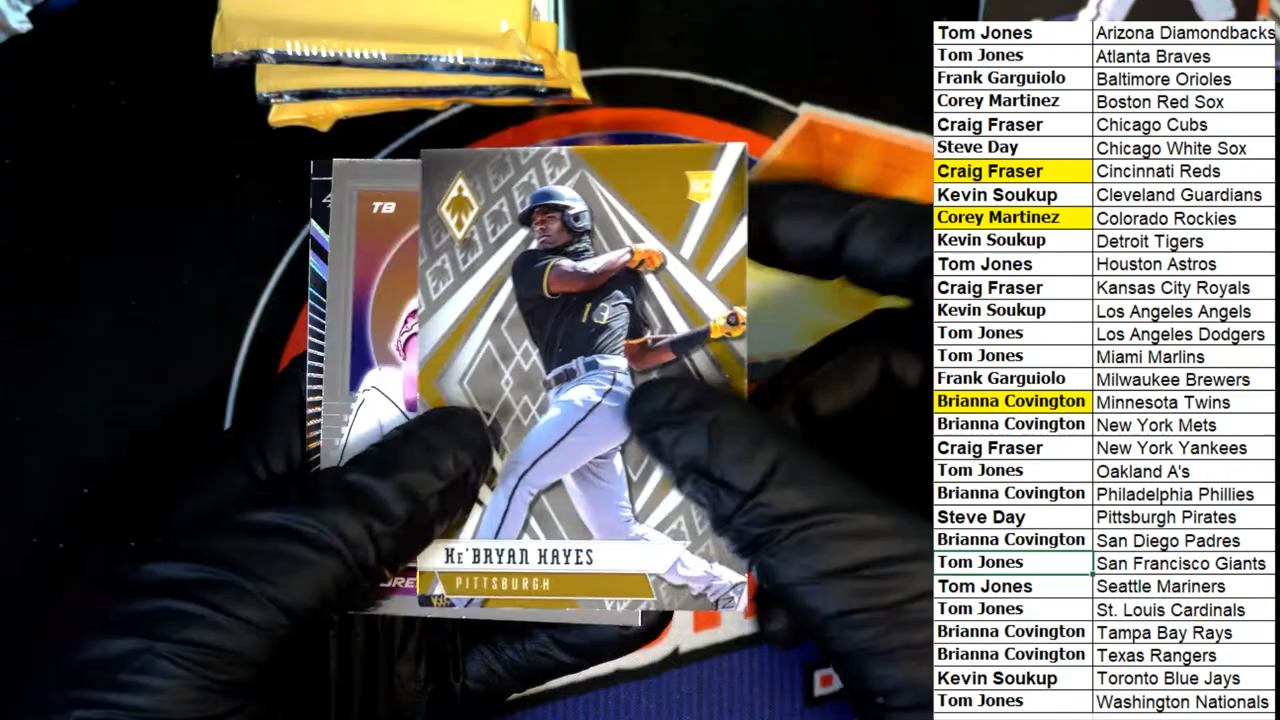 TB
13
KE'BRYAN HAYES
PITTSBURGH
Tom Jones Arizona Diamondbacks
Tom Jones Atlanta Braves
Frank Garguiolo Baltimore Orioles
Corey Martinez Boston Red Sox
Craig Fraser Chicago Cubs
Steve Day Chicago White Sox
Craig Fraser Cincinnati Reds
Kevin Soukup Cleveland Guardians
Corey Martinez Colorado Rockies
Kevin Soukup Detroit Tigers
Tom Jones Houston Astros
Craig Fraser Kansas City Royals
Kevin Soukup Los Angeles Angels
Tom Jones Los Angeles Dodgers
Tom Jones Miami Marlins
Frank Garguiolo Milwaukee Brewers
Brianna Covington Minnesota Twins
Brianna Covington New York Mets
Craig Fraser New York Yankees
Tom Jones Oakland A's
Brianna Covington Philadelphia Phillies
Steve Day Pittsburgh Pirates
Brianna Covington San Diego Padres
Tom Jones San Francisco Giants
Tom Jones Seattle Mariners
Tom Jones St. Louis Cardinals
Brianna Covington Tampa Bay Rays
Brianna Covington Texas Rangers
Kevin Soukup Toronto Blue Jays
Tom Jones Washington Nationals